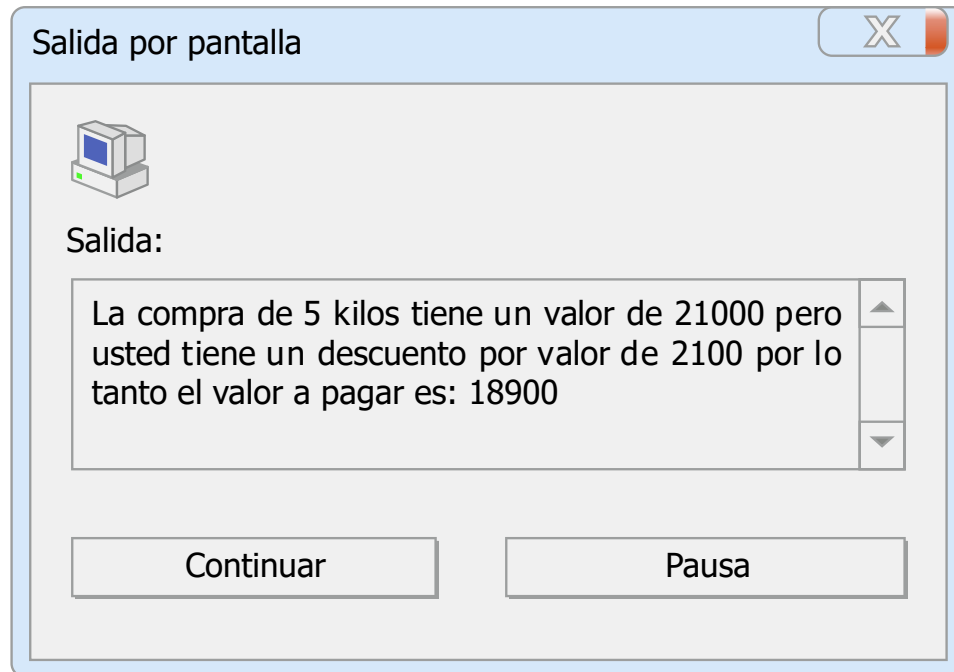 Salida por pantalla
X
Salida:
La compra de 5 kilos tiene un valor de 21000 pero
usted tiene un descuento por valor de 2100 por lo
tanto el valor a pagar es: 18900
Continuar
Pausa